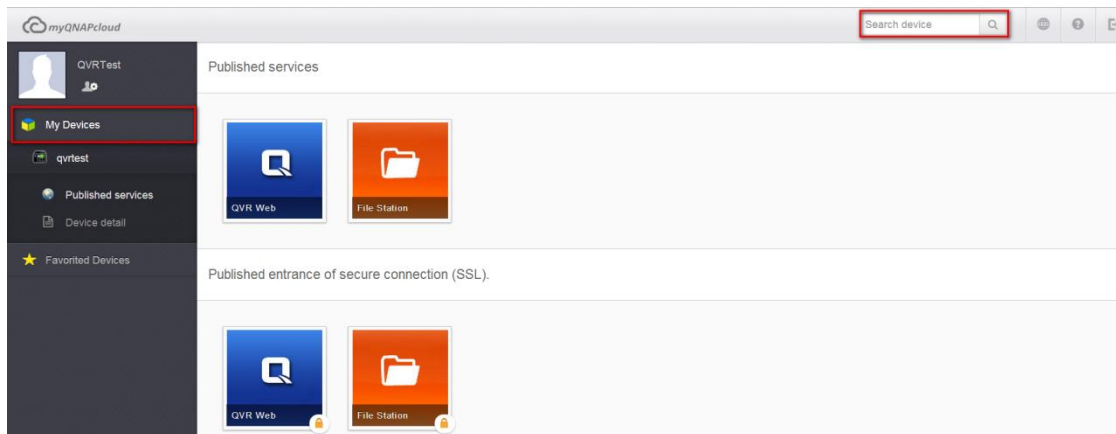 myQNAPcloud
Search device
QVRTest
My Devices
qvrtest
Published services
Device detail
Favorited Devices
Published services
QVR Web
File Station
Published entrance of secure connection (SSL).
QVR Web
File Station